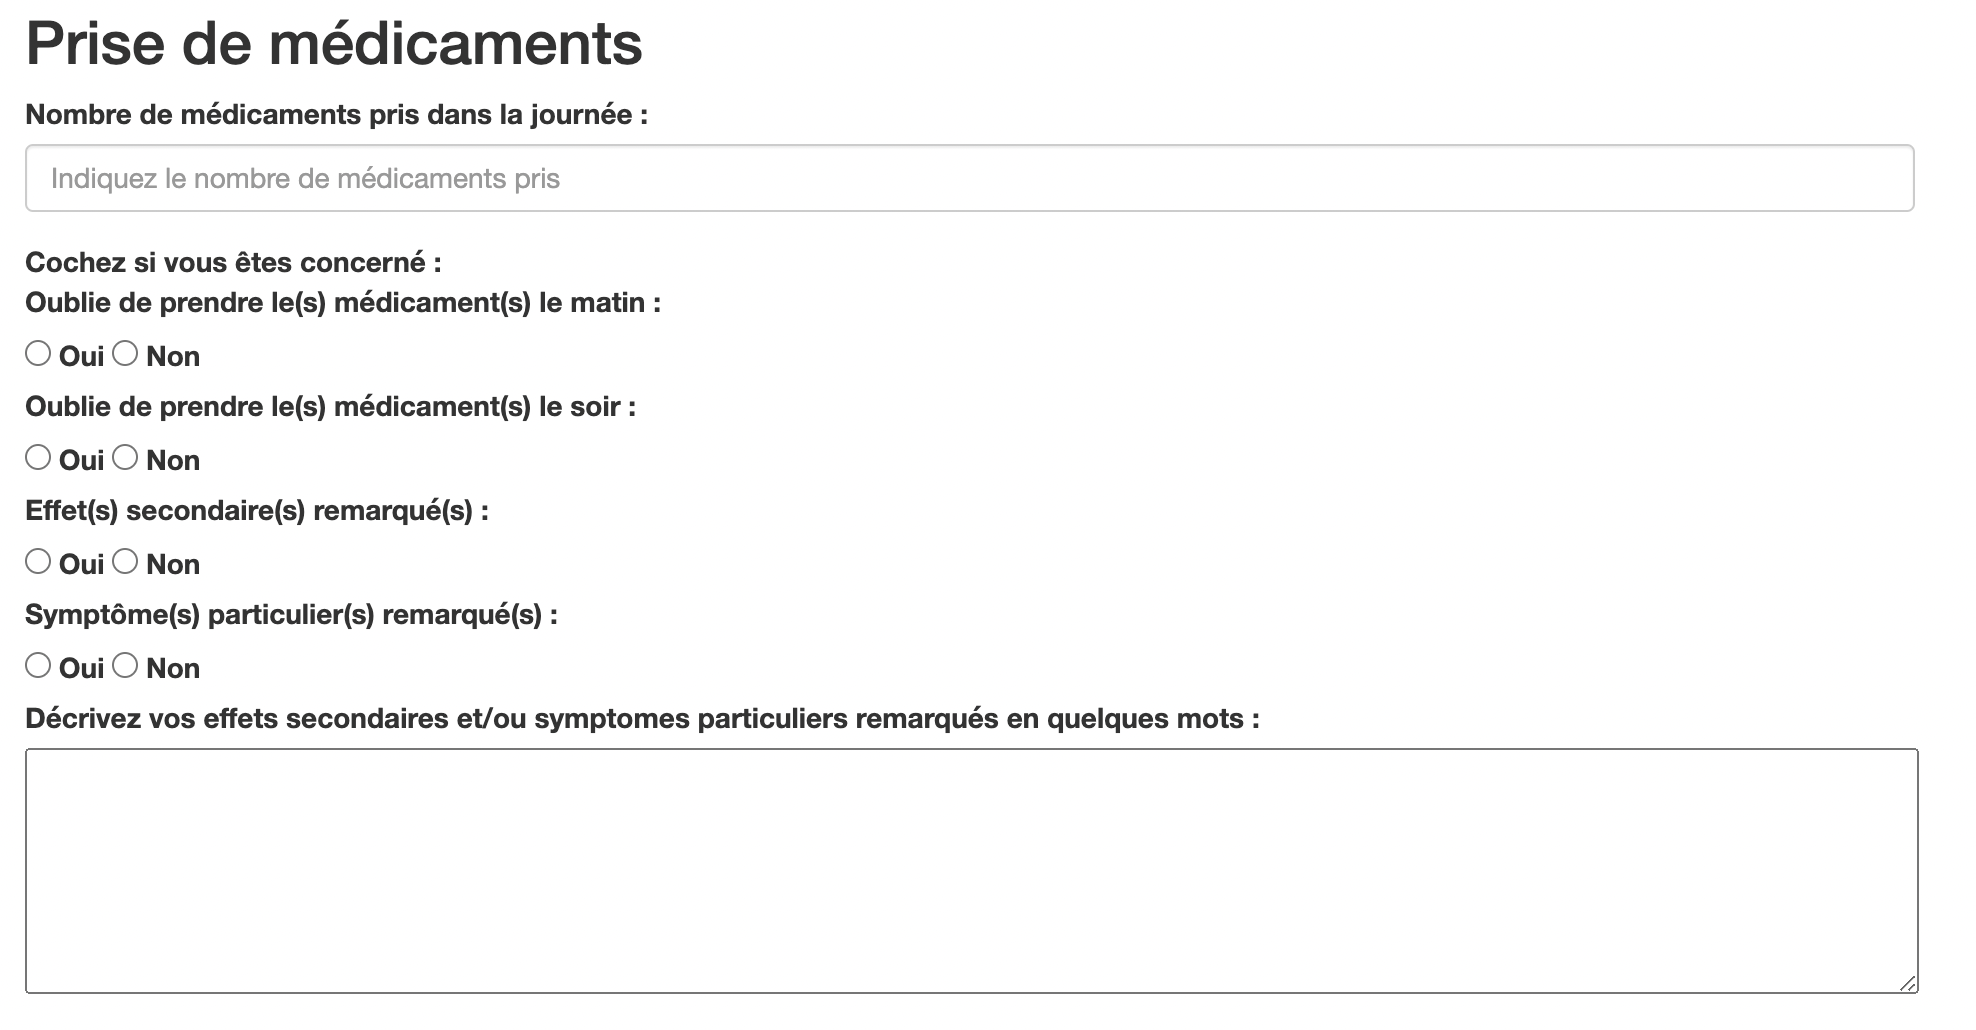 Prise de médicaments
Nombre de médicaments pris dans la journée :
Indiquez le nombre de médicaments pris
Cochez si vous êtes concerné :
Oublie de prendre le(s) médicament(s) le matin :
Oui Non
Oublie de prendre le(s) médicament(s) le soir :
Oui Non
Effet(s) secondaire(s) remarqué(s) :
Oui Non
Symptôme(s) particulier(s) remarqué(s) :
Oui Non
Décrivez vos effets secondaires et/ou symptomes particuliers remarqués en quelques mots :